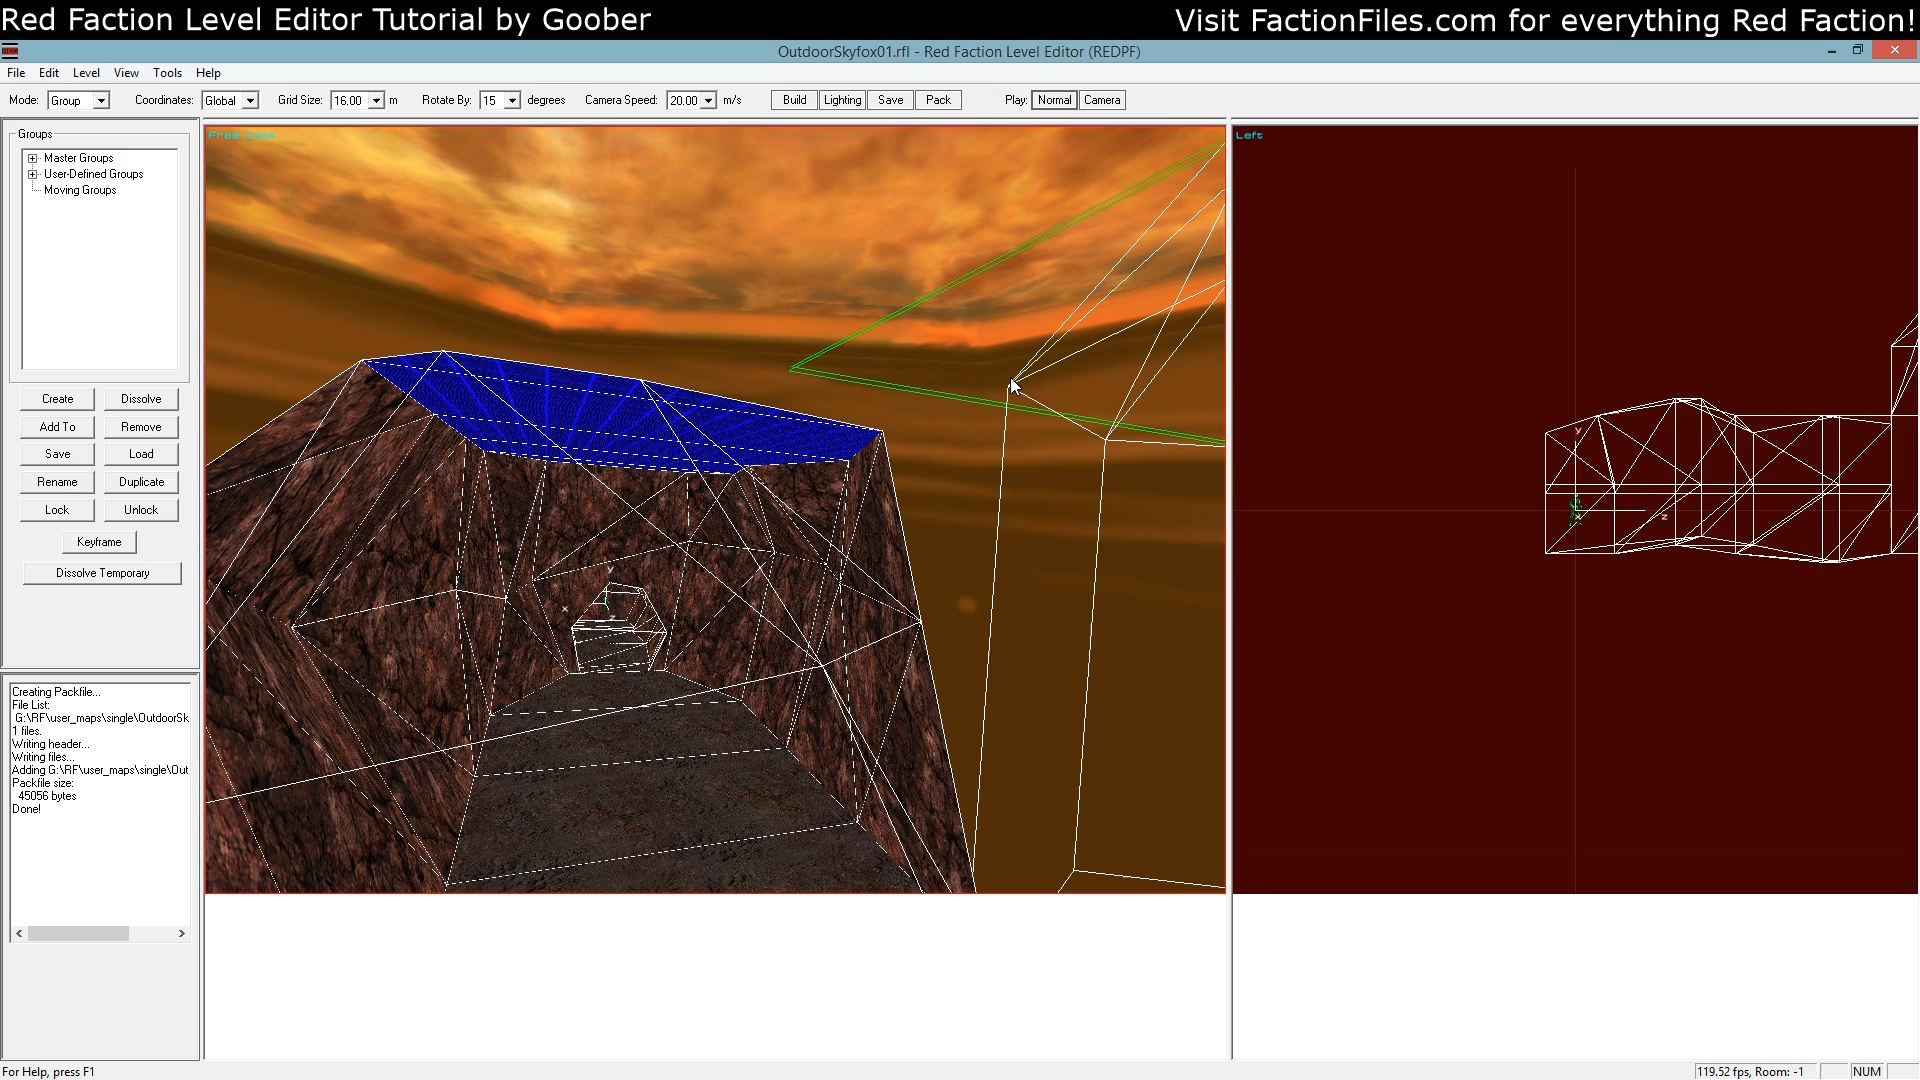 Red Faction Level Editor Tutorial by Goober
Visit FactionFiles.com for everything Red Faction!
RED
OutdoorSkyfox01.rfl - Red Faction Level Editor (REDPF)
File Edit Level View Tools Help
Mode: Group Coordinates: Global Grid Size: 16.00 m Rotate By: 15 degrees Camera Speed: 20.00 m/s Build Lighting Save Pack Play: Normal Camera
Groups
Master Groups
User-Defined Groups
Moving Groups
Create Dissolve
Add To Remove
Save Load
Rename Duplicate
Lock Unlock
Keyframe
Dissolve Temporary
Creating Packfile...
File List:
G:\RF\user_maps\single\OutdoorSk
1 files.
Writing header...
Writing files...
Adding G:\RF\user_maps\single\Out
Packfile size:
45056 bytes
Done!
Free Look
Y
X
Z
Left
Y
X
Z
For Help, press F1
119.52 fps, Room: -1
NUM